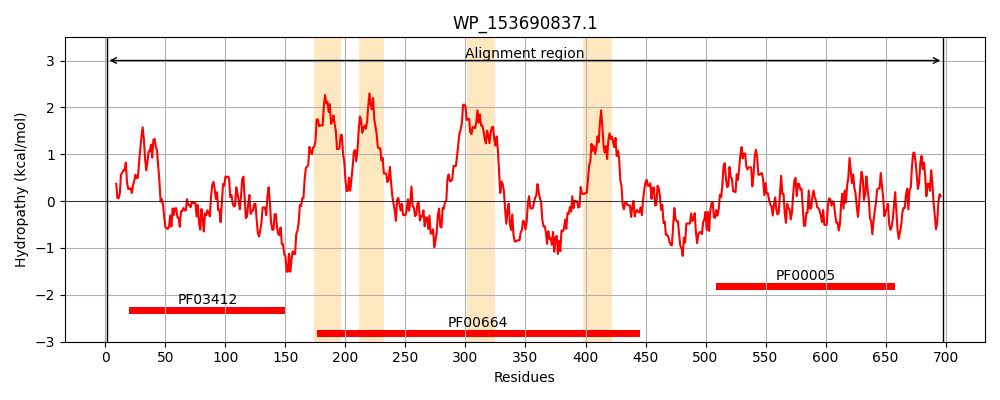 WP_153690837.1
Alignment region
Hydropathy (kcal/mol)
3
2
1
0
−1
−2
−3
PF00005
PF03412
PF00664
0 50 100 150 200 250 300 350 400 450 500 550 600 650 700
Residues